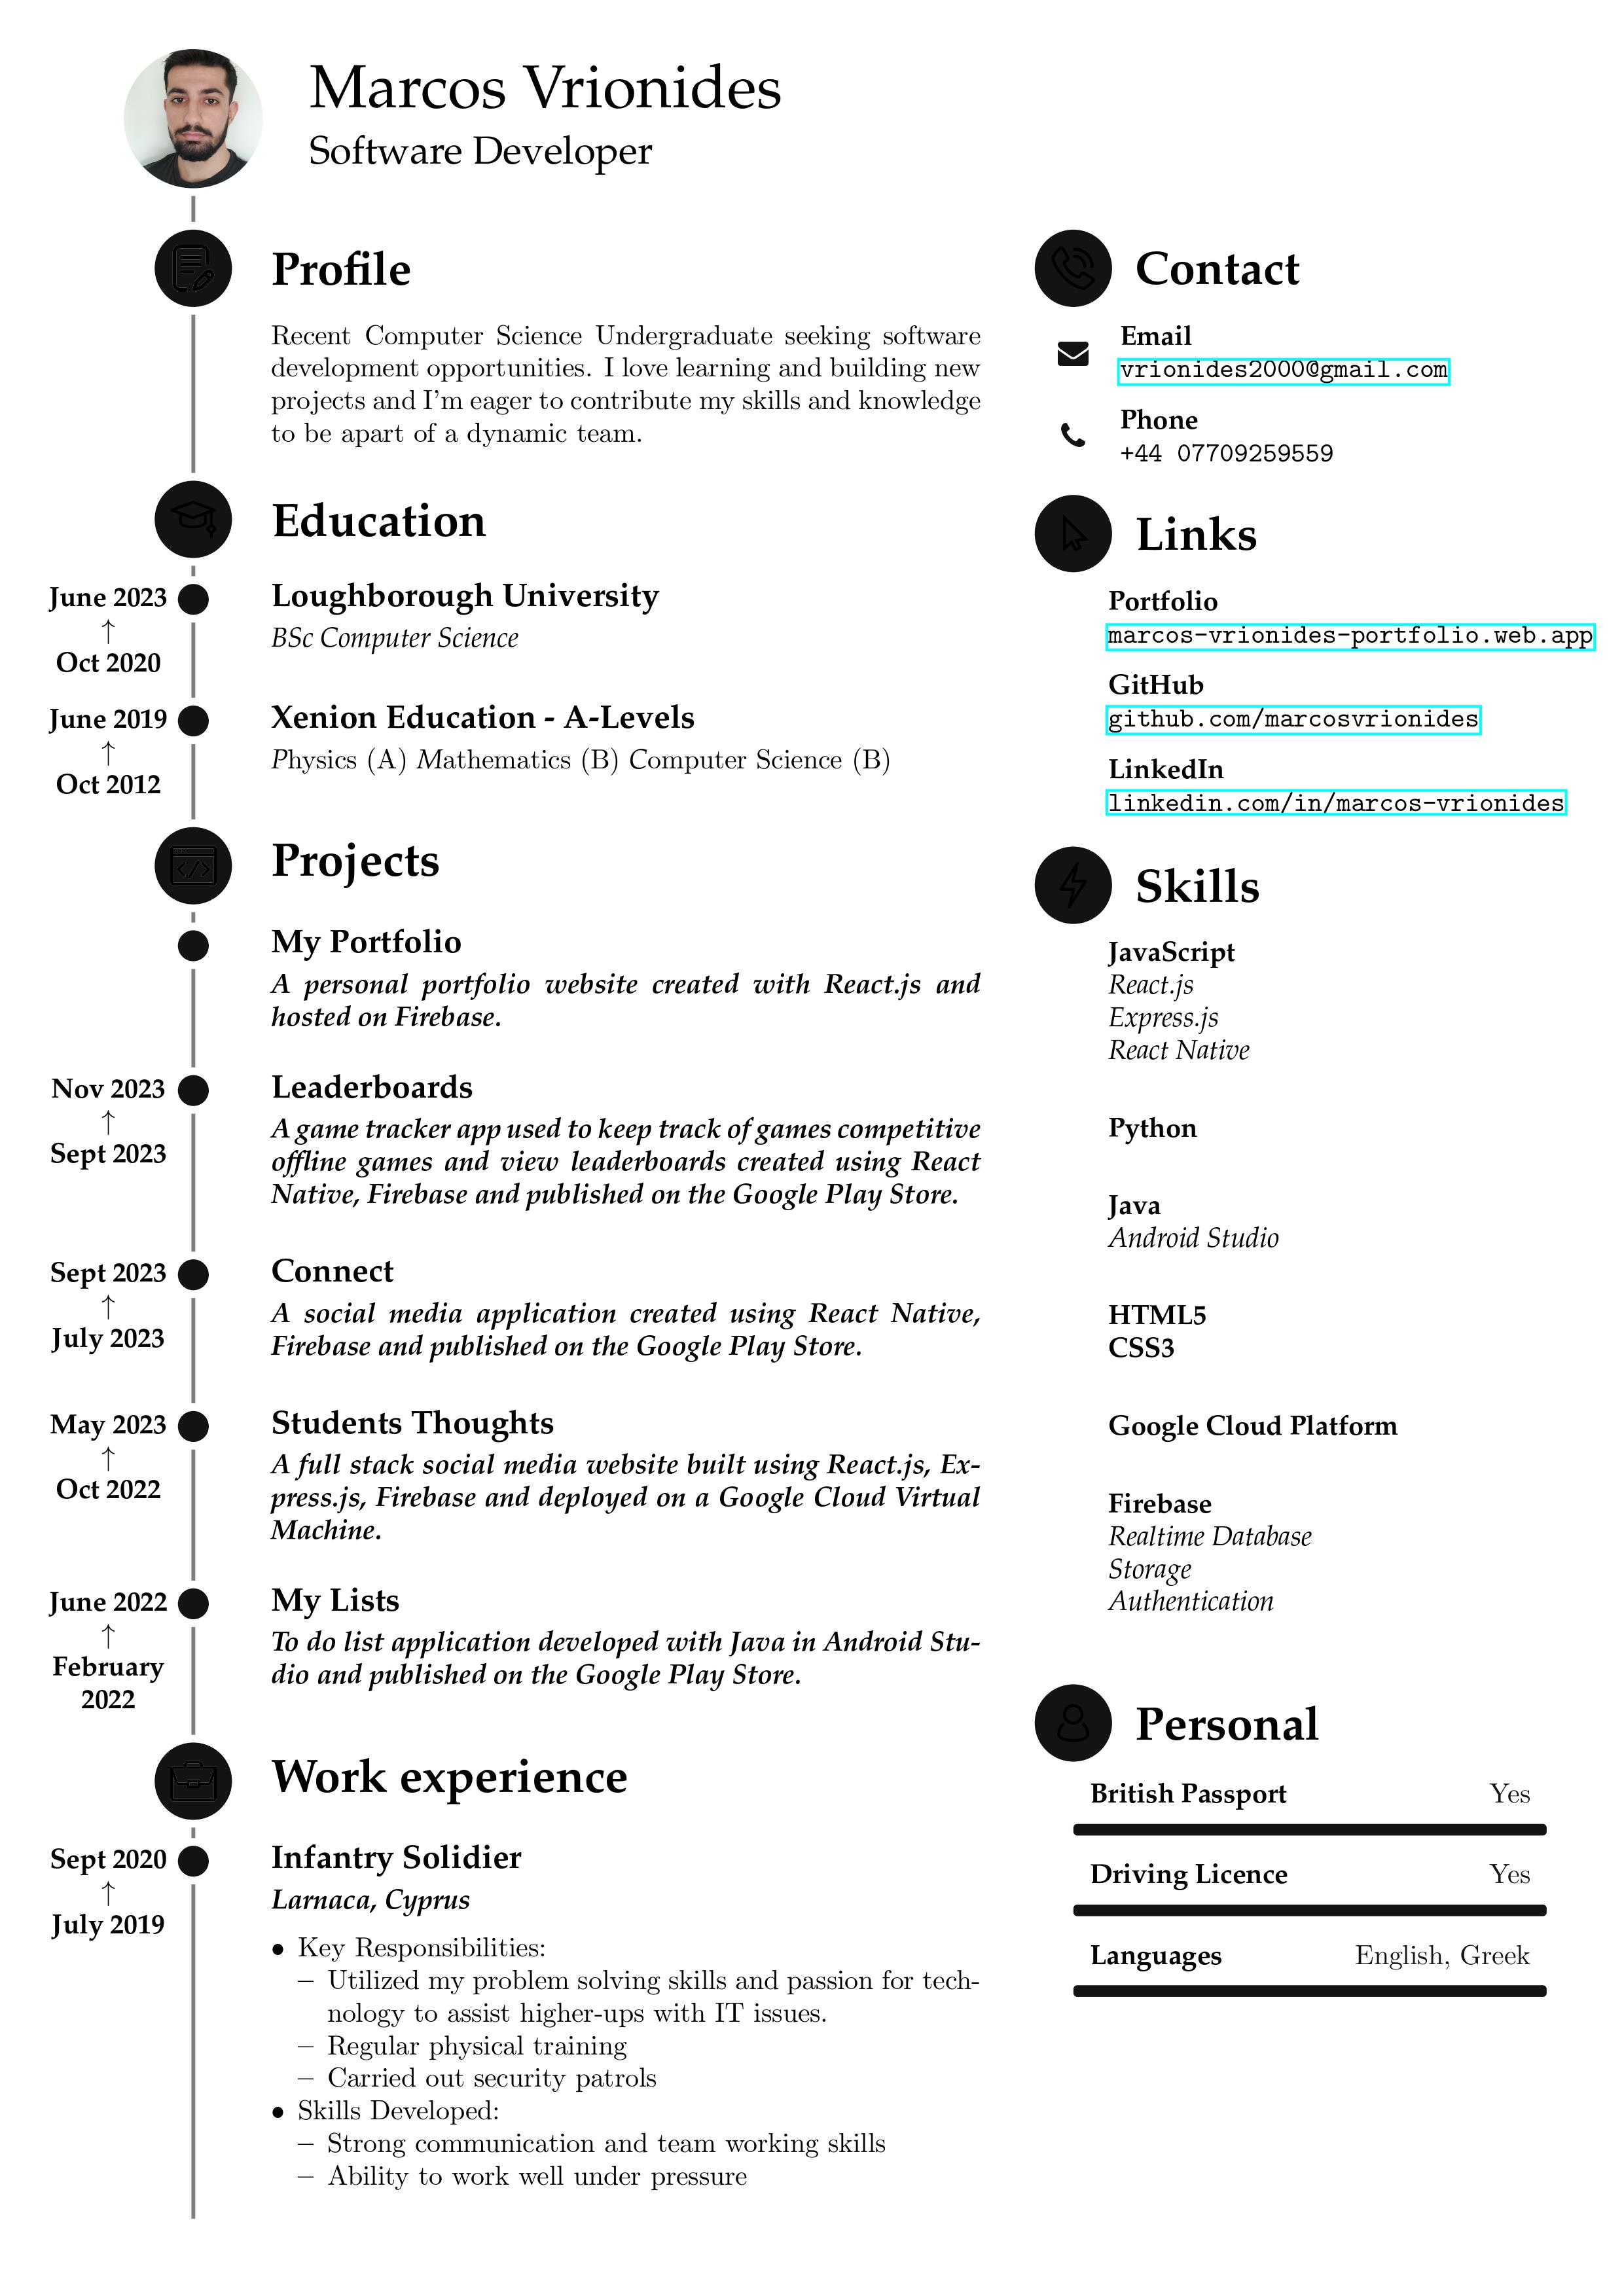 Marcos Vrionides
Software Developer
Profile
Recent Computer Science Undergraduate seeking software
development opportunities. I love learning and building new
projects and I'm eager to contribute my skills and knowledge
to be apart of a dynamic team.
Education
June 2023
↑
Oct 2020
Loughborough University
BSc Computer Science
June 2019
↑
Oct 2012
Xenion Education - A-Levels
Physics (A) Mathematics (B) Computer Science (B)
Projects
My Portfolio
A personal portfolio website created with React.js and
hosted on Firebase.
Nov 2023
↑
Sept 2023
Leaderboards
A game tracker app used to keep track of games competitive
offline games and view leaderboards created using React
Native, Firebase and published on the Google Play Store.
Sept 2023
↑
July 2023
Connect
A social media application created using React Native,
Firebase and published on the Google Play Store.
May 2023
↑
Oct 2022
Students Thoughts
A full stack social media website built using React.js, Ex-
press.js, Firebase and deployed on a Google Cloud Virtual
Machine.
June 2022
↑
February
2022
My Lists
To do list application developed with Java in Android Stu-
dio and published on the Google Play Store.
Work experience
Sept 2020
↑
July 2019
Infantry Solidier
Larnaca, Cyprus
• Key Responsibilities:
– Utilized my problem solving skills and passion for tech-
nology to assist higher-ups with IT issues.
– Regular physical training
– Carried out security patrols
• Skills Developed:
– Strong communication and team working skills
– Ability to work well under pressure
Contact
Email
vrionides2000@gmail.com
Phone
+44 07709259559
Links
Portfolio
marcos-vrionides-portfolio.web.app
GitHub
github.com/marcosvrionides
LinkedIn
linkedin.com/in/marcos-vrionides
Skills
JavaScript
React.js
Express.js
React Native
Python
Java
Android Studio
HTML5
CSS3
Google Cloud Platform
Firebase
Realtime Database
Storage
Authentication
Personal
British Passport Yes
Driving Licence Yes
Languages English, Greek